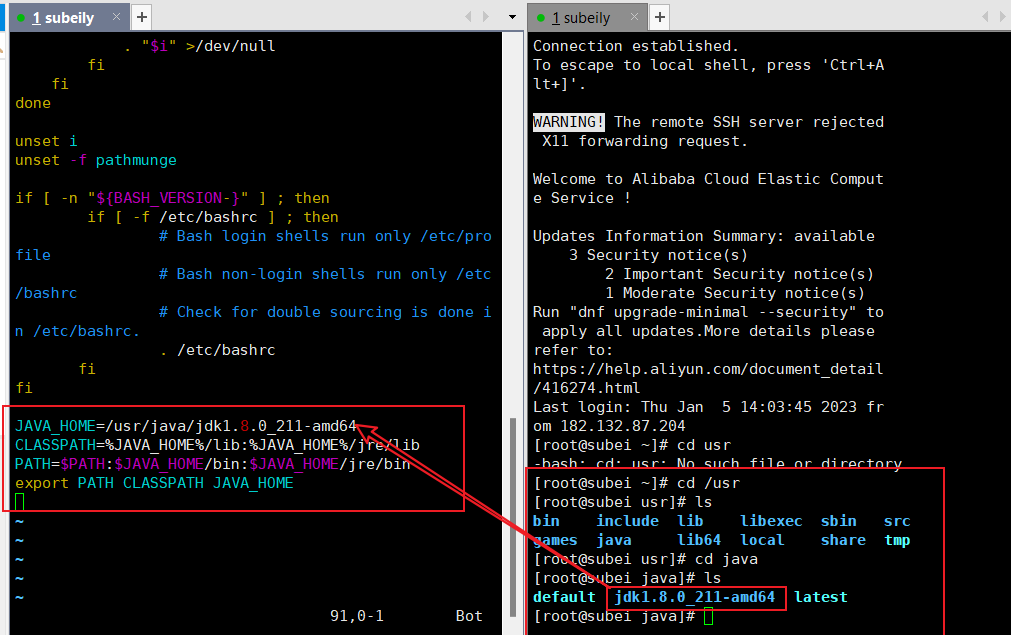 1 subeily
. "$i" >/dev/null
fi
fi
done
unset i
unset -f pathmunge
if [ -n "${BASH_VERSION-}" ] ; then
if [ -f /etc/bashrc ] ; then
# Bash login shells run only /etc/pro
file
# Bash non-login shells run only /etc
/bashrc
# Check for double sourcing is done i
n /etc/bashrc.
. /etc/bashrc
fi
fi
JAVA_HOME=/usr/java/jdk1.8.0_211-amd64
CLASSPATH=%JAVA_HOME%/lib:%JAVA_HOME%/jre/lib
PATH=$PATH:$JAVA_HOME/bin:$JAVA_HOME/jre/bin
export PATH CLASSPATH JAVA_HOME
~
~
~
~
~
91,0-1 Bot
1 subeily
Connection established.
To escape to local shell, press 'Ctrl+A
lt+]'.
WARNING! The remote SSH server rejected
X11 forwarding request.
Welcome to Alibaba Cloud Elastic Comput
e Service !
Updates Information Summary: available
3 Security notice(s)
2 Important Security notice(s)
1 Moderate Security notice(s)
Run "dnf upgrade-minimal --security" to
apply all updates.More details please
refer to:
https://help.aliyun.com/document_detail
/416274.html
Last login: Thu Jan  5 14:03:45 2023 fr
om 182.132.87.204
[root@subei ~]# cd usr
-bash: cd: usr: No such file or directory
[root@subei ~]# cd /usr
[root@subei usr]# ls
bin include lib libexec sbin src
games java lib64 local share tmp
[root@subei usr]# cd java
[root@subei java]# ls
default jdk1.8.0_211-amd64 latest
[root@subei java]#